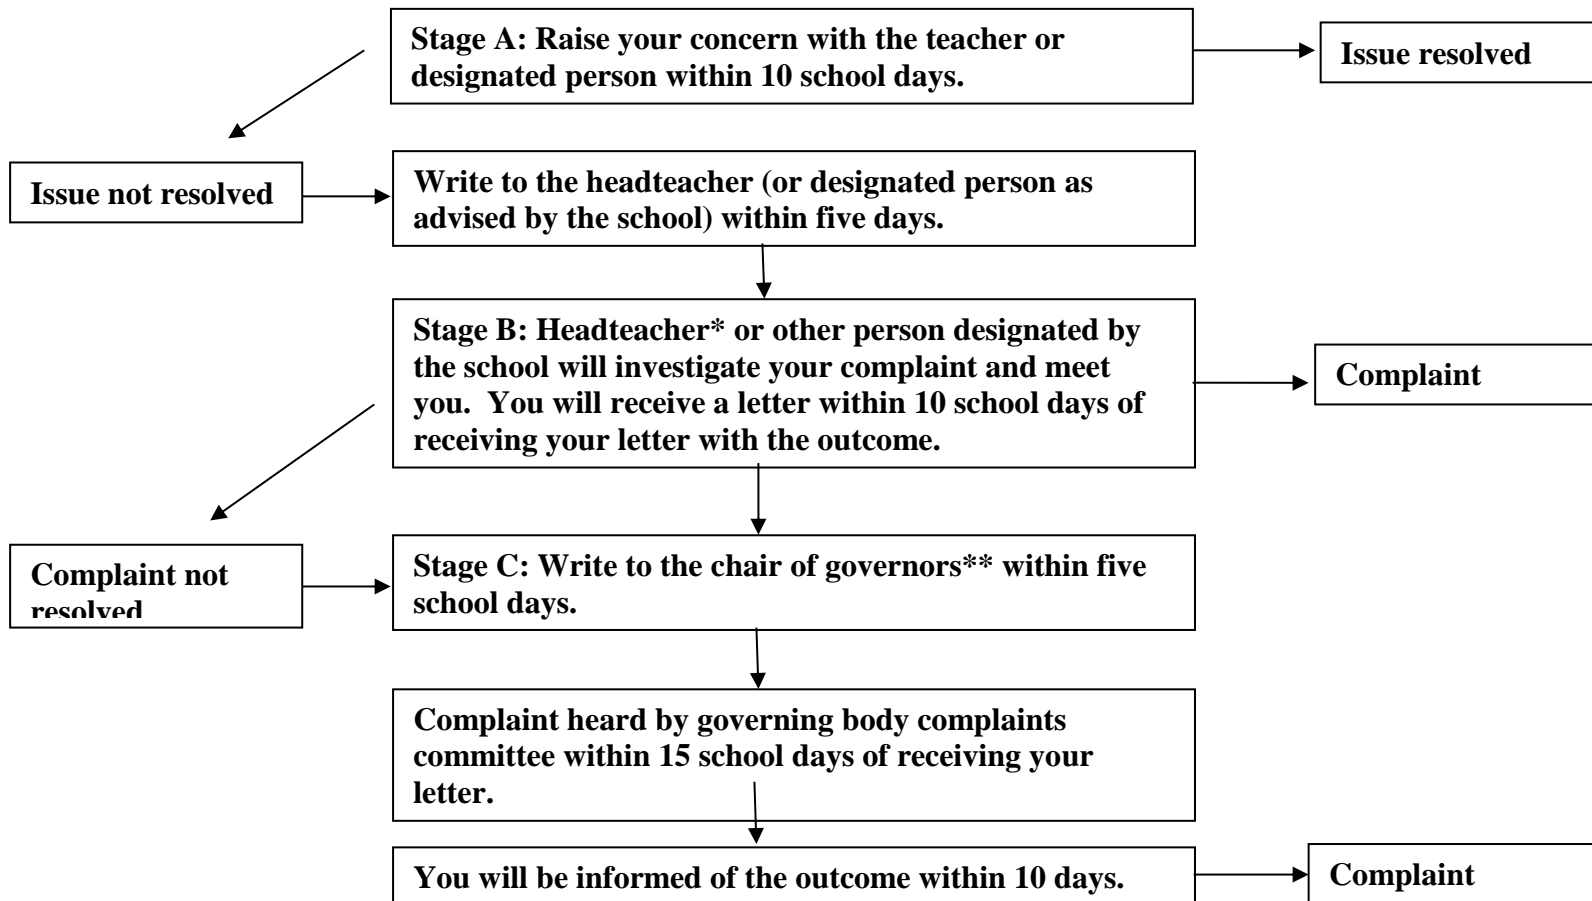 Stage A: Raise your concern with the teacher or
designated person within 10 school days.
Issue resolved
Issue not resolved
Write to the headteacher (or designated person as
advised by the school) within five days.
Stage B: Headteacher* or other person designated by
the school will investigate your complaint and meet
you.  You will receive a letter within 10 school days of
receiving your letter with the outcome.
Complaint
Complaint not
resolved
Stage C: Write to the chair of governors** within five
school days.
Complaint heard by governing body complaints
committee within 15 school days of receiving your
letter.
You will be informed of the outcome within 10 days.
Complaint